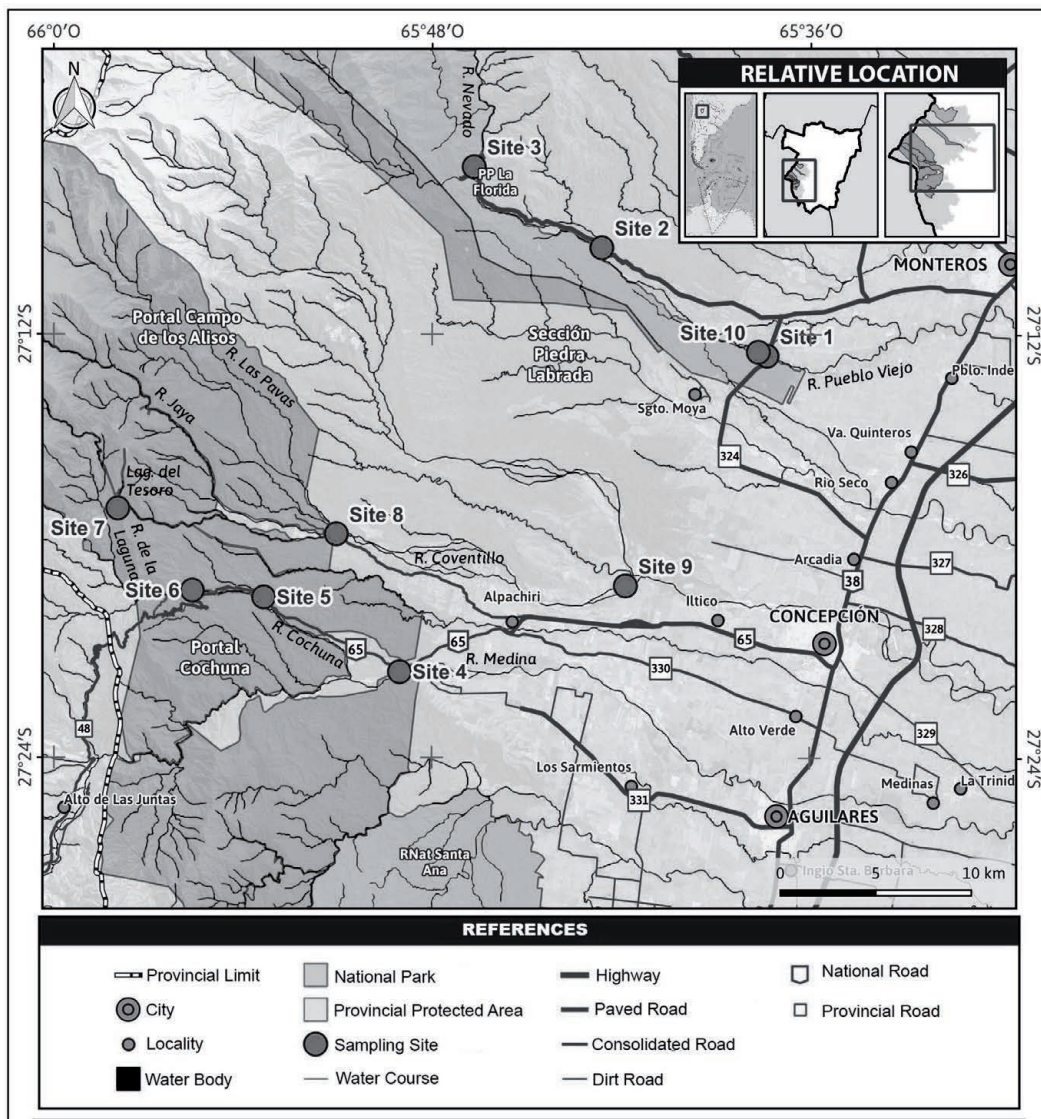 66°0'O 65°48'O 65°36'O
N
RELATIVE LOCATION
R. Nevado
Site 3
PP La
Florida
Site 2
MONTEROS
27°12'S
27°12'S
Portal Campo
de los Alisos
Sección
Piedra
Labrada
Site 10
Site 1
R. Las Pavas
R. Pueblo Viejo
Pblo. Inde
R. Jaya
Sgto. Moya
Va. Quinteros
324
326
Lag. del
Tesoro
Rio Seco
Site 7
Site 8
R. de la
Laguna
R. Coventillo
Arcadia
327
38
Site 9
Site 6
Site 5
Alpachiri
Iltico
CONCEPCIÓN
328
R. Cochuna
65
65
65
Portal
Cochuna
R. Medina
330
Site 4
48
Alto Verde
329
27°24'S
27°24'S
Los Sarmientos
Medinas
La Trinid
331
Alto de Las Juntas
AGUILARES
RNat Santa
Ana
Ingio Sta. Barbara
0 5 10 km
REFERENCES
Provincial Limit
National Park
Highway
National Road
City
Provincial Protected Area
Paved Road
Provincial Road
Locality
Sampling Site
Consolidated Road
Water Body
Water Course
Dirt Road